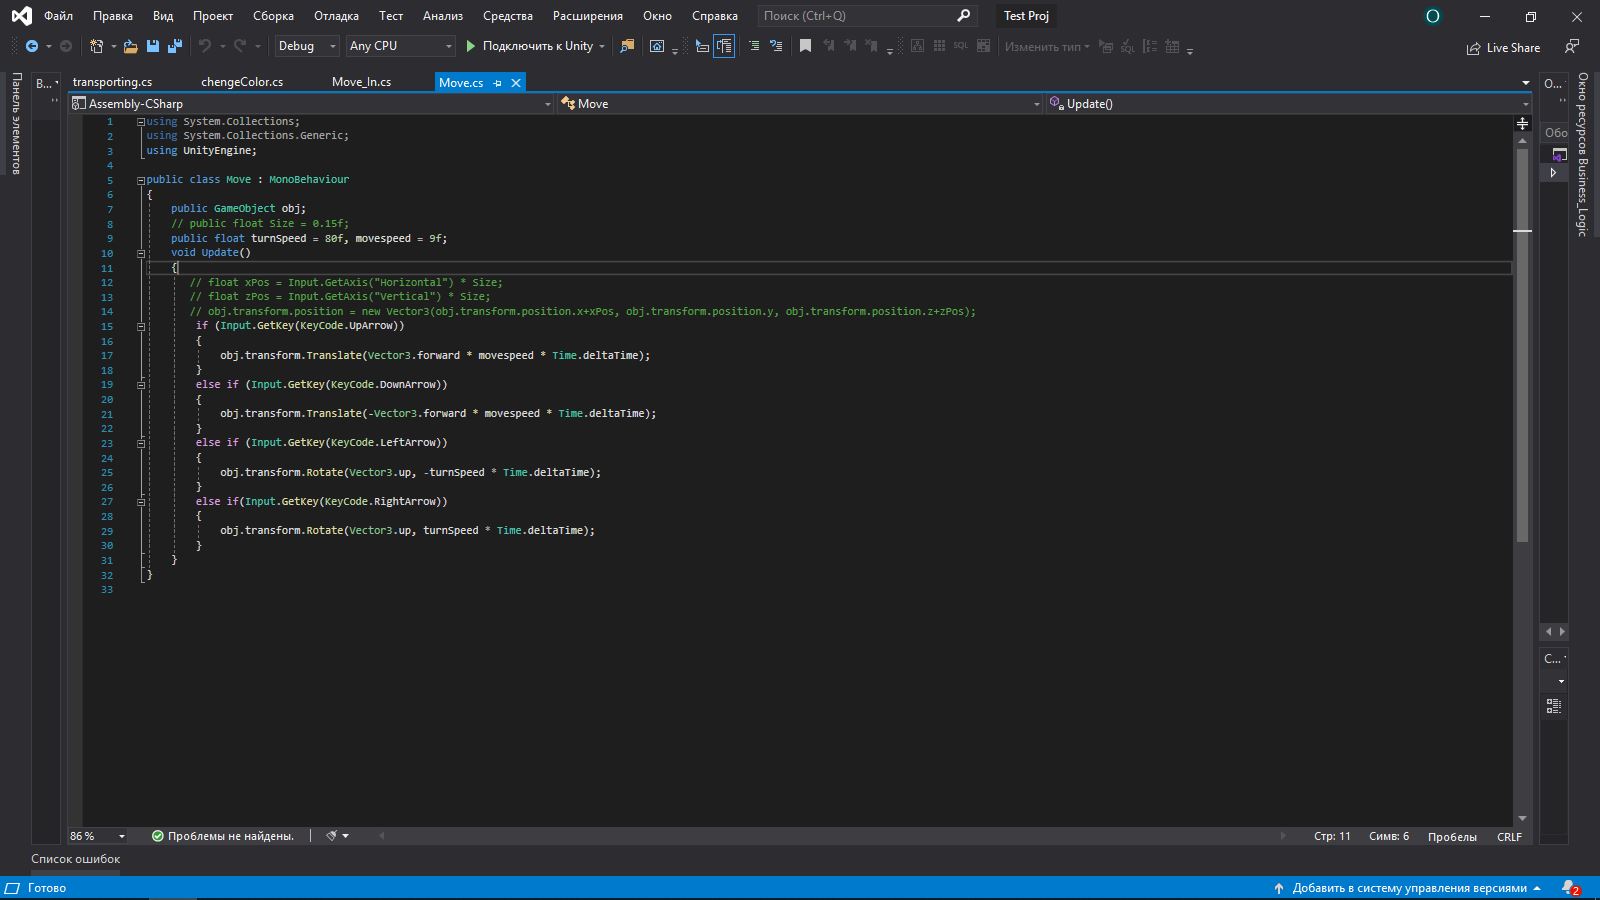 Файл Правка Вид Проект Сборка Отладка Тест Анализ Средства Расширения Окно Справка Поиск (Ctrl+Q) Test Proj O
Debug Any CPU Подключить к Unity SQL SQL Изменить тип Live Share
Панель элементов
В...
transporting.cs chengeColor.cs Move_In.cs Move.cs
О...
Окно ресурсов Business_Logic
Assembly-CSharp Move Update()
Обо
1 using System.Collections;
2 using System.Collections.Generic;
3 using UnityEngine;
4
5 public class Move : MonoBehaviour
6 {
7 public GameObject obj;
8 // public float Size = 0.15f;
9 public float turnSpeed = 80f, movespeed = 9f;
10 void Update()
11 {
12 // float xPos = Input.GetAxis("Horizontal") * Size;
13 // float zPos = Input.GetAxis("Vertical") * Size;
14 // obj.transform.position = new Vector3(obj.transform.position.x+xPos, obj.transform.position.y, obj.transform.position.z+zPos);
15 if (Input.GetKey(KeyCode.UpArrow))
16 {
17 obj.transform.Translate(Vector3.forward * movespeed * Time.deltaTime);
18 }
19 else if (Input.GetKey(KeyCode.DownArrow))
20 {
21 obj.transform.Translate(-Vector3.forward * movespeed * Time.deltaTime);
22 }
23 else if (Input.GetKey(KeyCode.LeftArrow))
24 {
25 obj.transform.Rotate(Vector3.up, -turnSpeed * Time.deltaTime);
26 }
27 else if(Input.GetKey(KeyCode.RightArrow))
28 {
29 obj.transform.Rotate(Vector3.up, turnSpeed * Time.deltaTime);
30 }
31 }
32 }
33
С...
86 % Проблемы не найдены. Стр: 11 Симв: 6 Пробелы CRLF
Список ошибок
Готово Добавить в систему управления версиями 2